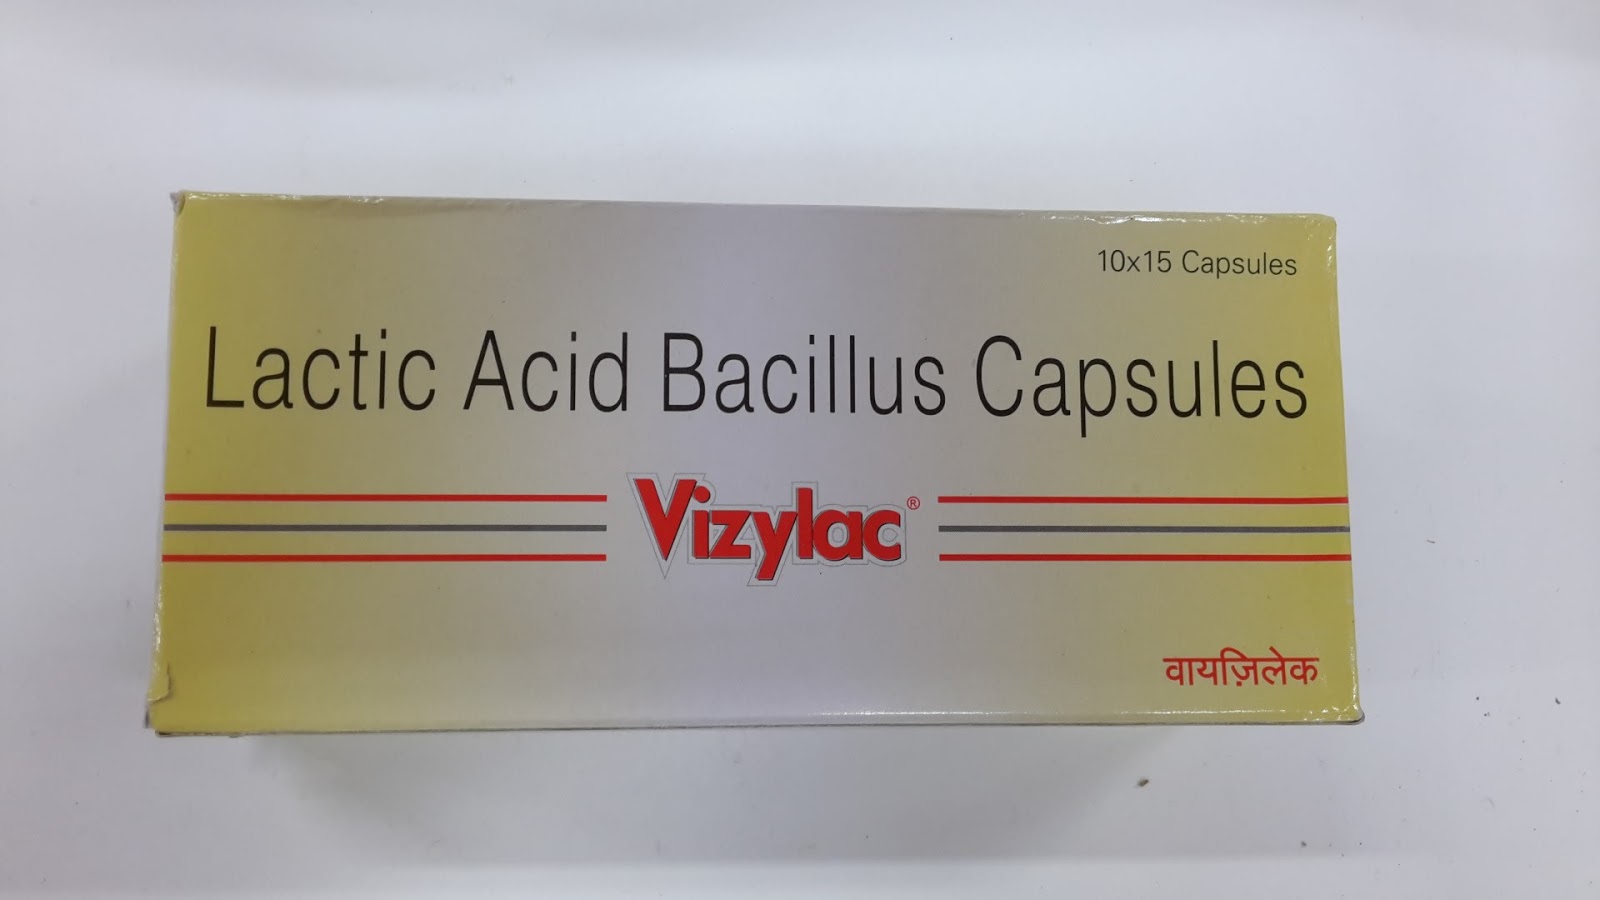 10x15 Capsules
Lactic Acid Bacillus Capsules
Vizylac®
वायज़िलेक